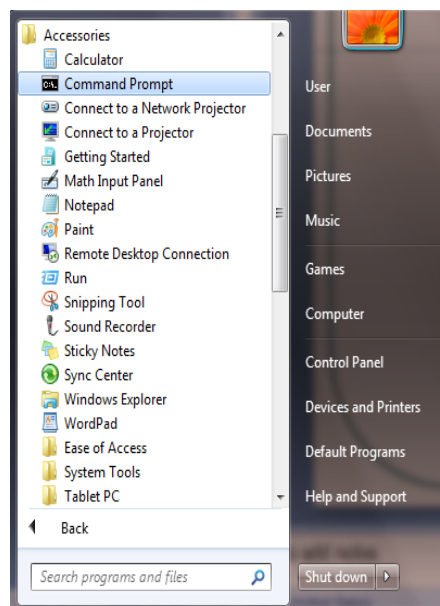 Accessories
Calculator
Command Prompt
Connect to a Network Projector
Connect to a Projector
Getting Started
Math Input Panel
Notepad
Paint
Remote Desktop Connection
Run
Snipping Tool
Sound Recorder
Sticky Notes
Sync Center
Windows Explorer
WordPad
Ease of Access
System Tools
Tablet PC
Back
Search programs and files
User
Documents
Pictures
Music
Games
Computer
Control Panel
Devices and Printers
Default Programs
Help and Support
Shut down